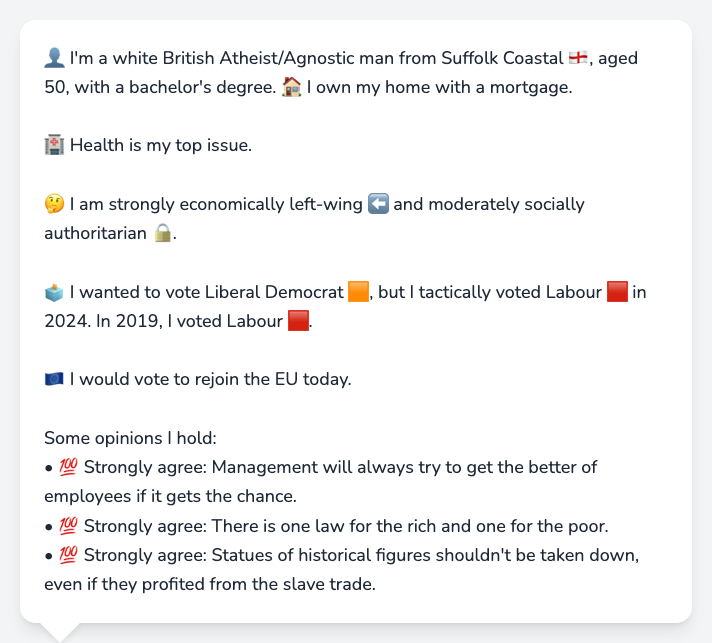 👤 I'm a white British Atheist/Agnostic man from Suffolk Coastal 🏴󠁧󠁢󠁥󠁮󠁧󠁿, aged
50, with a bachelor's degree. 🏠 I own my home with a mortgage.
🏥 Health is my top issue.
🤔 I am strongly economically left-wing ⬅️ and moderately socially
authoritarian 🔒.
🗳️ I wanted to vote Liberal Democrat 🟧, but I tactically voted Labour 🟥 in
2024. In 2019, I voted Labour 🟥.
🇪🇺 I would vote to rejoin the EU today.
Some opinions I hold:
• 💯 Strongly agree: Management will always try to get the better of
employees if it gets the chance.
• 💯 Strongly agree: There is one law for the rich and one for the poor.
• 💯 Strongly agree: Statues of historical figures shouldn't be taken down,
even if they profited from the slave trade.